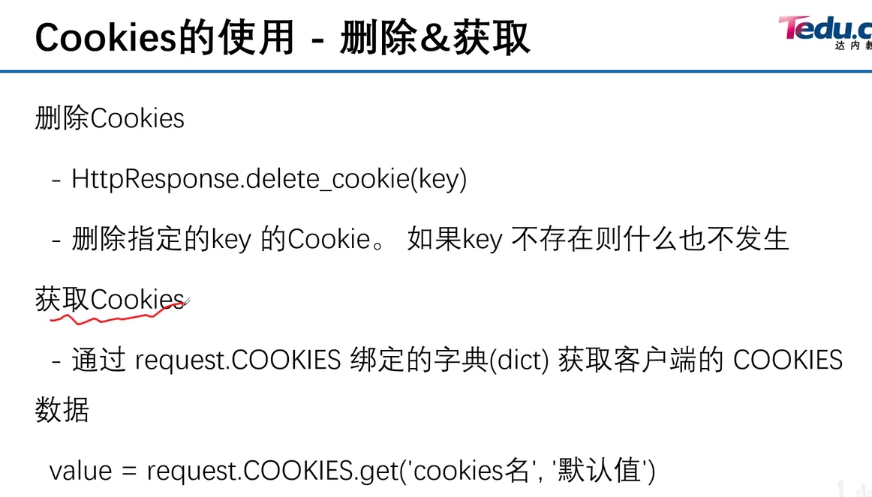 Cookies的使用 - 删除&获取
Tedu.c
达内教
删除Cookies
- HttpResponse.delete_cookie(key)
- 删除指定的key 的Cookie。 如果key 不存在则什么也不发生
获取Cookies
- 通过 request.COOKIES 绑定的字典(dict) 获取客户端的 COOKIES
数据
value = request.COOKIES.get('cookies名', '默认值')